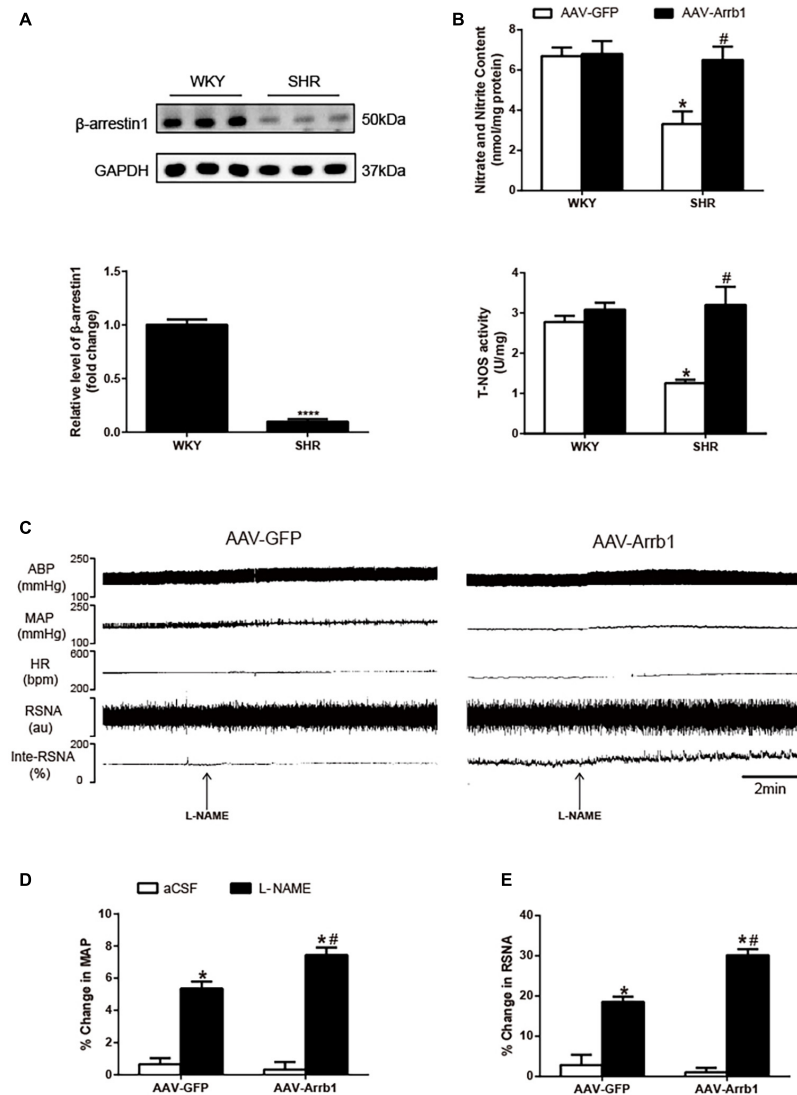 A
WKY SHR
β-arrestin1 50kDa
GAPDH 37kDa
Relative level of β-arrestin1
(fold change)
1.5
1.0
0.5
0.0
****
WKY SHR
B
AAV-GFP AAV-Arrb1
Nitrate and Nitrite Content
(nmol/mg protein)
8
6
4
2
0
*
#
WKY SHR
T-NOS activity
(U/mg)
4
3
2
1
0
*
#
WKY SHR
C
AAV-GFP AAV-Arrb1
ABP
(mmHg)
250
100
MAP
(mmHg)
250
100
HR
(bpm)
600
200
RSNA
(au)
Inte-RSNA
(%)
200
0
L-NAME L-NAME
2min
D
aCSF L-NAME
% Change in MAP
10
8
6
4
2
0
*
*#
AAV-GFP AAV-Arrb1
E
% Change in RSNA
40
30
20
10
0
*
*#
AAV-GFP AAV-Arrb1